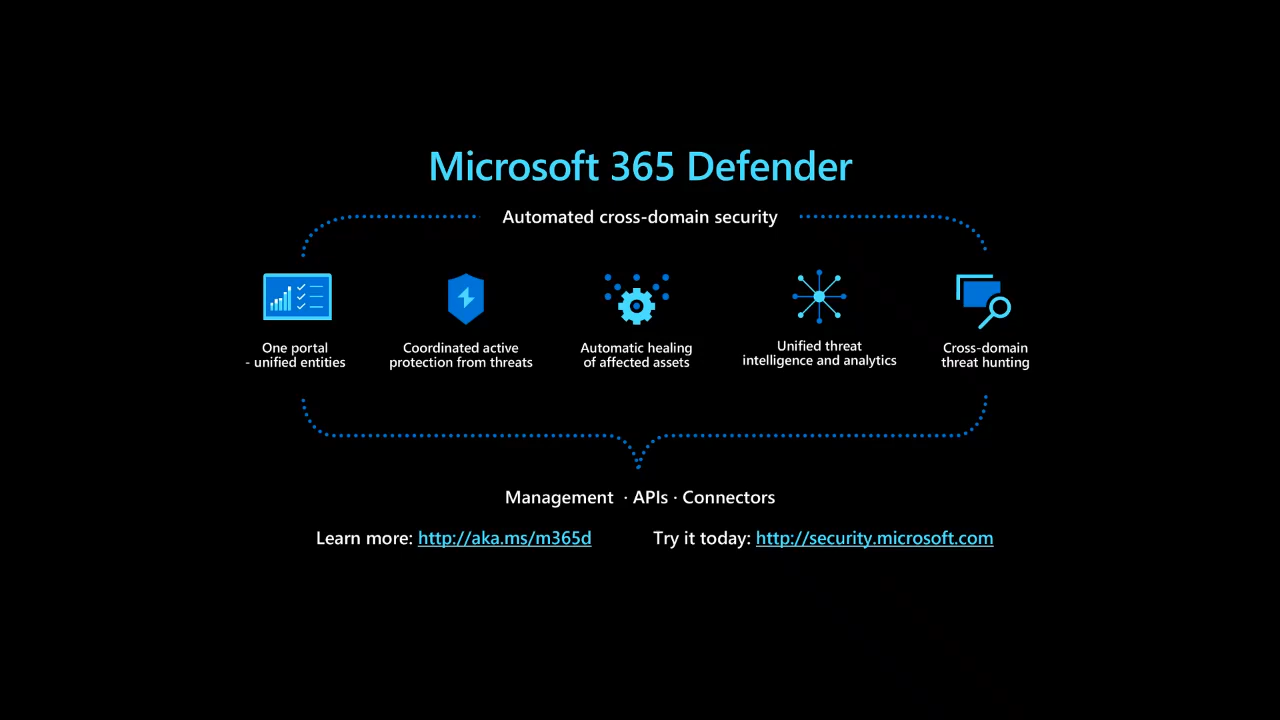 Microsoft 365 Defender
Automated cross-domain security
One portal
- unified entities
Coordinated active
protection from threats
Automatic healing
of affected assets
Unified threat
intelligence and analytics
Cross-domain
threat hunting
Management · APIs · Connectors
Learn more: http://aka.ms/m365d
Try it today: http://security.microsoft.com